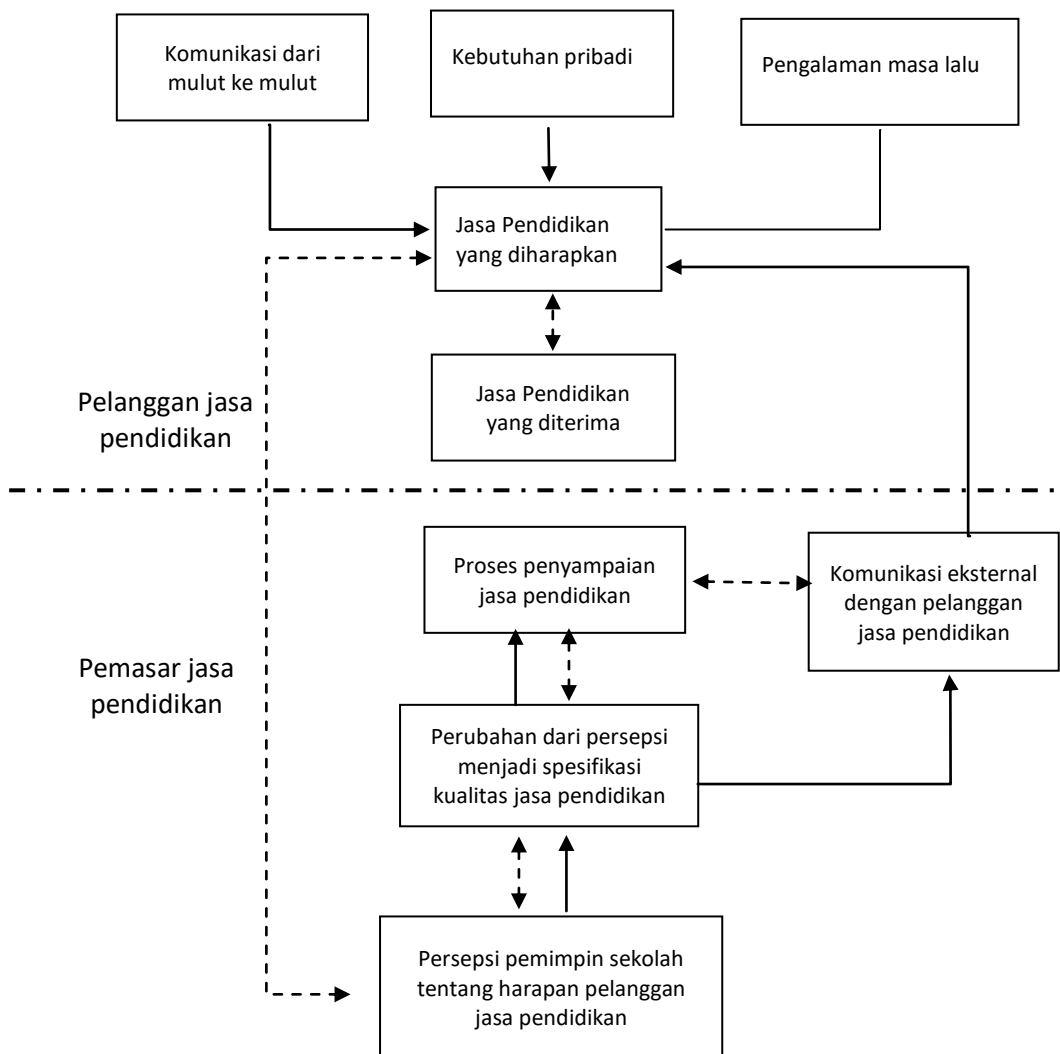 Komunikasi dari
mulut ke mulut
Kebutuhan pribadi
Pengalaman masa lalu
Jasa Pendidikan
yang diharapkan
Jasa Pendidikan
yang diterima
Pelanggan jasa
pendidikan
Proses penyampaian
jasa pendidikan
Komunikasi eksternal
dengan pelanggan
jasa pendidikan
Pemasar jasa
pendidikan
Perubahan dari persepsi
menjadi spesifikasi
kualitas jasa pendidikan
Persepsi pemimpin sekolah
tentang harapan pelanggan
jasa pendidikan